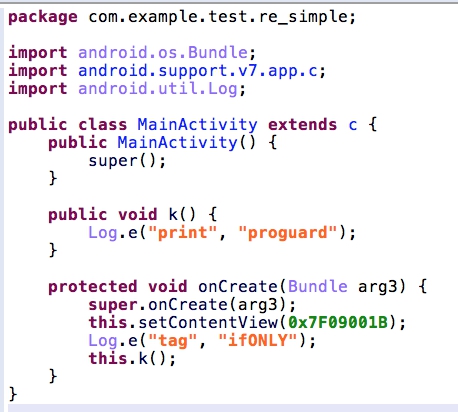 package com.example.test.re_simple;
import android.os.Bundle;
import android.support.v7.app.c;
import android.util.Log;
public class MainActivity extends c {
    public MainActivity() {
        super();
    }
    public void k() {
        Log.e("print", "proguard");
    }
    protected void onCreate(Bundle arg3) {
        super.onCreate(arg3);
        this.setContentView(0x7F09001B);
        Log.e("tag", "ifONLY");
        this.k();
    }
}